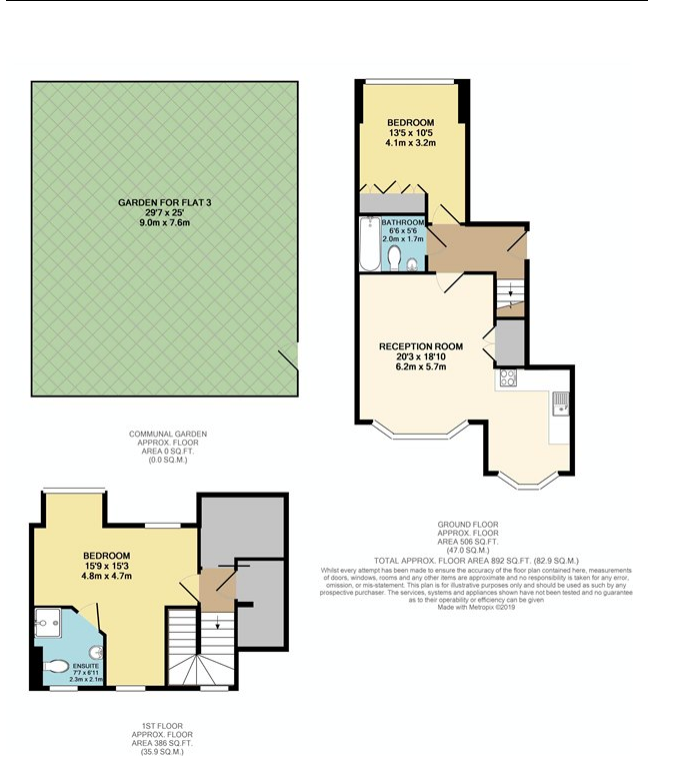 BEDROOM
13'5 x 10'5
4.1m x 3.2m
GARDEN FOR FLAT 3
29'7 x 25'
9.0m x 7.6m
BATHROOM
6'6 x 5'6
2.0m x 1.7m
RECEPTION ROOM
20'3 x 18'10
6.2m x 5.7m
COMMUNAL GARDEN
APPROX. FLOOR
AREA 0 SQ.FT.
(0.0 SQ.M.)
BEDROOM
15'9 x 15'3
4.8m x 4.7m
ENSUITE
7'7 x 6'11
2.3m x 2.1m
1ST FLOOR
APPROX. FLOOR
AREA 386 SQ.FT.
(35.9 SQ.M.)
GROUND FLOOR
APPROX. FLOOR
AREA 506 SQ.FT.
(47.0 SQ.M.)
TOTAL APPROX. FLOOR AREA 892 SQ.FT. (82.9 SQ.M.)
Whilst every attempt has been made to ensure the accuracy of the floor plan contained here, measurements
of doors, windows, rooms and any other items are approximate and no responsibility is taken for any error,
omission, or mis-statement. This plan is for illustrative purposes only and should be used as such by any
prospective purchaser. The services, systems and appliances shown have not been tested and no guarantee
as to their operability or efficiency can be given
Made with Metropix ©2019